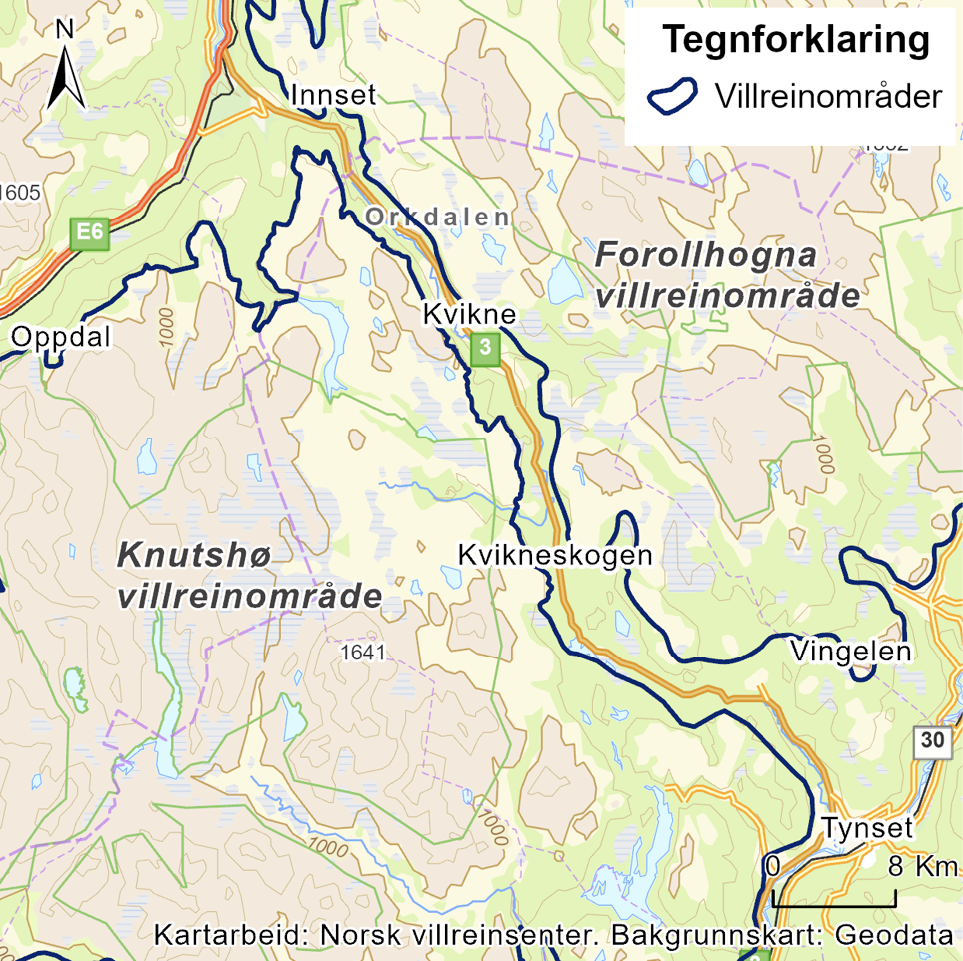 N
Tegnforklaring
Villreinområder
Innset
1605
Orkdalen
E6
Forollhogna
villreinområde
Kvikne
Oppdal
1000
3
1000
Knutshø
villreinområde
Kvikneskogen
1641
Vingelen
30
Tynset
1000
1000
0
8 Km
Kartarbeid: Norsk villreinsenter. Bakgrunnskart: Geodata